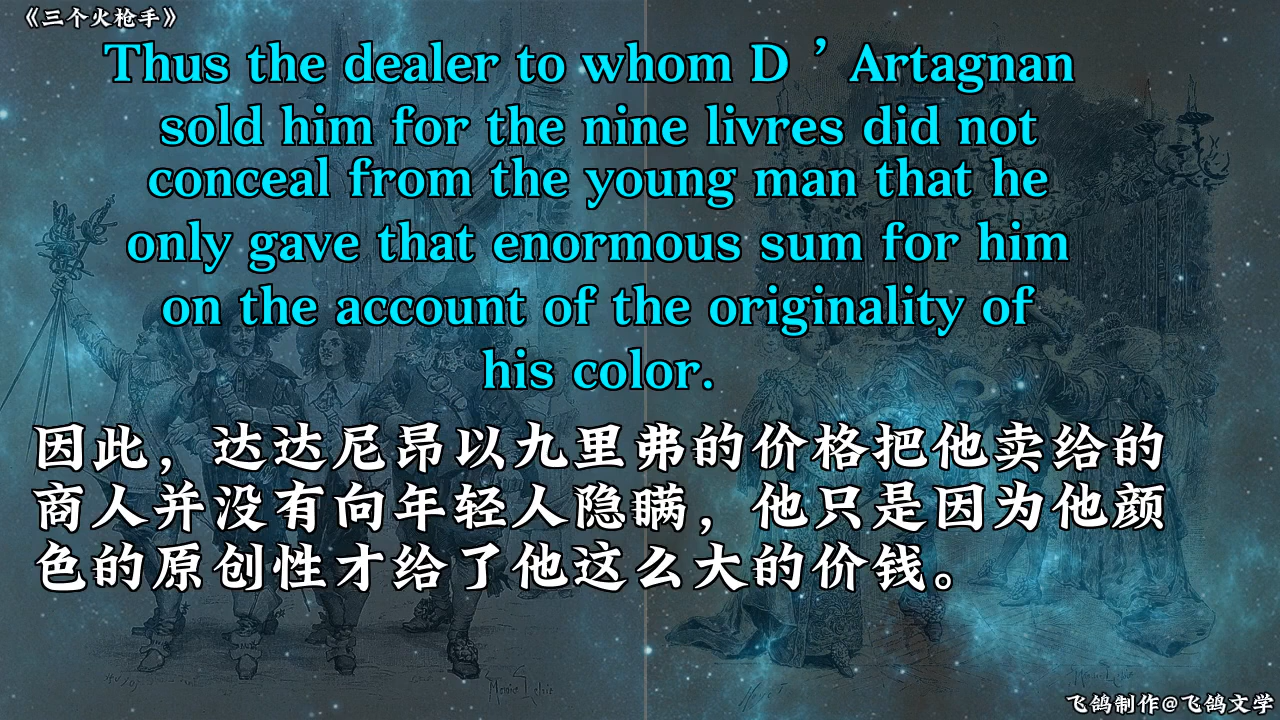 《三个火枪手》
Thus the dealer to whom D ’ Artagnan
sold him for the nine livres did not
conceal from the young man that he
only gave that enormous sum for him
on the account of the originality of
his color.
因此，达达尼昂以九里弗的价格把他卖给的
商人并没有向年轻人隐瞒，他只是因为他颜
色的原创性才给了他这么大的价钱。
飞鸽制作@飞鸽文学